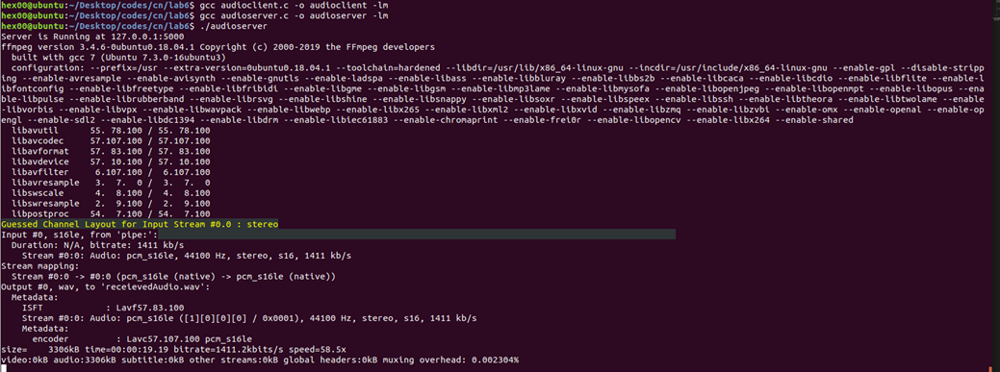 hex00@ubuntu:~/Desktop/codes/cn/lab6$ gcc audioclient.c -o audioclient -lm
hex00@ubuntu:~/Desktop/codes/cn/lab6$ gcc audioserver.c -o audioserver -lm
hex00@ubuntu:~/Desktop/codes/cn/lab6$ ./audioserver
Server is Running at 127.0.0.1:5000
ffmpeg version 3.4.6-0ubuntu0.18.04.1 Copyright (c) 2000-2019 the FFmpeg developers
  built with gcc 7 (Ubuntu 7.3.0-16ubuntu3)
  configuration: --prefix=/usr --extra-version=0ubuntu0.18.04.1 --toolchain=hardened --libdir=/usr/lib/x86_64-linux-gnu --incdir=/usr/include/x86_64-linux-gnu --enable-gpl --disable-stripp
ing --enable-avresample --enable-avisynth --enable-gnutls --enable-ladspa --enable-libass --enable-libbluray --enable-libbs2b --enable-libcaca --enable-libcdio --enable-libflite --enable-l
ibfontconfig --enable-libfreetype --enable-libfribidi --enable-libgme --enable-libgsm --enable-libmp3lame --enable-libmysofa --enable-libopenjpeg --enable-libopenmpt --enable-libopus --ena
ble-libpulse --enable-librubberband --enable-librsvg --enable-libshine --enable-libsnappy --enable-libsoxr --enable-libspeex --enable-libssh --enable-libtheora --enable-libtwolame --enable
-libvorbis --enable-libvpx --enable-libwavpack --enable-libwebp --enable-libx265 --enable-libxml2 --enable-libxvid --enable-libzmq --enable-libzvbi --enable-omx --enable-openal --enable-op
engl --enable-sdl2 --enable-libdc1394 --enable-libdrm --enable-libiec61883 --enable-chromaprint --enable-frei0r --enable-libopencv --enable-libx264 --enable-shared
  libavutil      55. 78.100 / 55. 78.100
  libavcodec     57.107.100 / 57.107.100
  libavformat    57. 83.100 / 57. 83.100
  libavdevice    57. 10.100 / 57. 10.100
  libavfilter     6.107.100 /  6.107.100
  libavresample   3.  7.  0 /  3.  7.  0
  libswscale      4.  8.100 /  4.  8.100
  libswresample   2.  9.100 /  2.  9.100
  libpostproc    54.  7.100 / 54.  7.100
Guessed Channel Layout for Input Stream #0.0 : stereo
Input #0, s16le, from 'pipe:':
  Duration: N/A, bitrate: 1411 kb/s
    Stream #0:0: Audio: pcm_s16le, 44100 Hz, stereo, s16, 1411 kb/s
Stream mapping:
  Stream #0:0 -> #0:0 (pcm_s16le (native) -> pcm_s16le (native))
Output #0, wav, to 'receievedAudio.wav':
  Metadata:
    ISFT            : Lavf57.83.100
    Stream #0:0: Audio: pcm_s16le ([1][0][0][0] / 0x0001), 44100 Hz, stereo, s16, 1411 kb/s
    Metadata:
      encoder         : Lavc57.107.100 pcm_s16le
size=    3306kB time=00:00:19.19 bitrate=1411.2kbits/s speed=58.5x
video:0kB audio:3306kB subtitle:0kB other streams:0kB global headers:0kB muxing overhead: 0.002304%